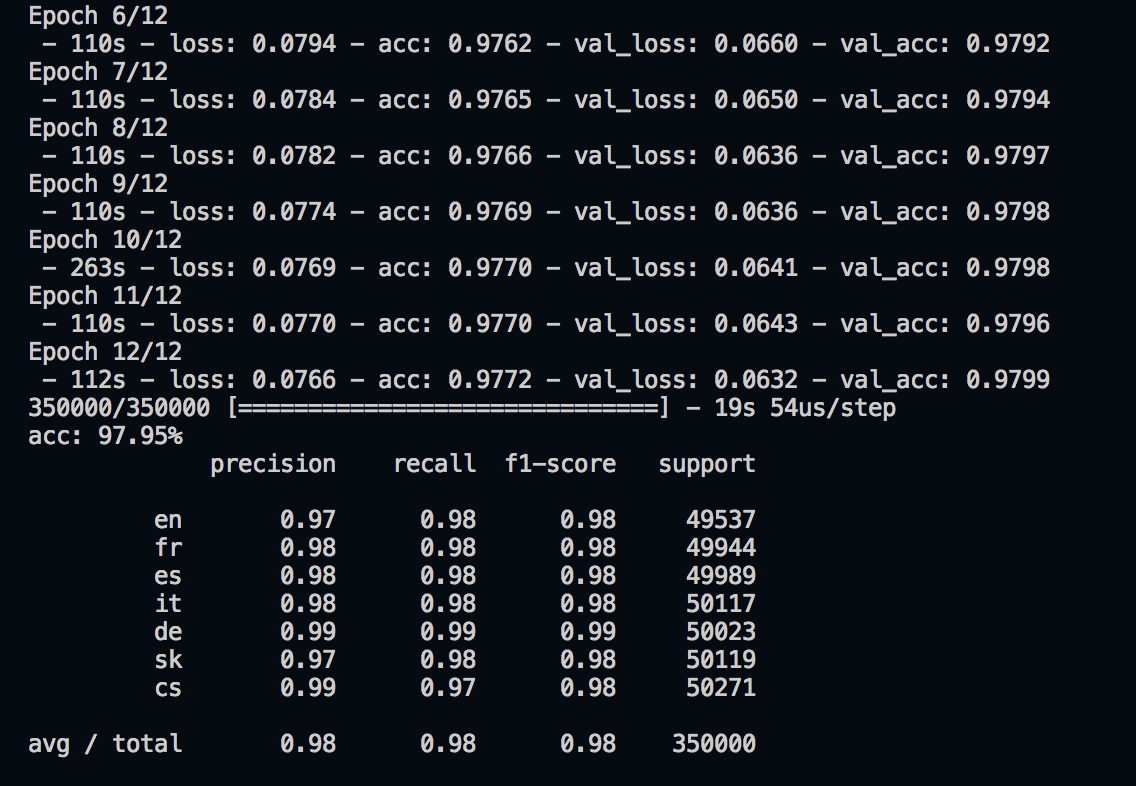 Epoch 6/12
 - 110s - loss: 0.0794 - acc: 0.9762 - val_loss: 0.0660 - val_acc: 0.9792
Epoch 7/12
 - 110s - loss: 0.0784 - acc: 0.9765 - val_loss: 0.0650 - val_acc: 0.9794
Epoch 8/12
 - 110s - loss: 0.0782 - acc: 0.9766 - val_loss: 0.0636 - val_acc: 0.9797
Epoch 9/12
 - 110s - loss: 0.0774 - acc: 0.9769 - val_loss: 0.0636 - val_acc: 0.9798
Epoch 10/12
 - 263s - loss: 0.0769 - acc: 0.9770 - val_loss: 0.0641 - val_acc: 0.9798
Epoch 11/12
 - 110s - loss: 0.0770 - acc: 0.9770 - val_loss: 0.0643 - val_acc: 0.9796
Epoch 12/12
 - 112s - loss: 0.0766 - acc: 0.9772 - val_loss: 0.0632 - val_acc: 0.9799
350000/350000 [==============================] - 19s 54us/step
acc: 97.95%
             precision    recall  f1-score   support
         en       0.97      0.98      0.98     49537
         fr       0.98      0.98      0.98     49944
         es       0.98      0.98      0.98     49989
         it       0.98      0.98      0.98     50117
         de       0.99      0.99      0.99     50023
         sk       0.97      0.98      0.98     50119
         cs       0.99      0.97      0.98     50271
avg / total       0.98      0.98      0.98    350000